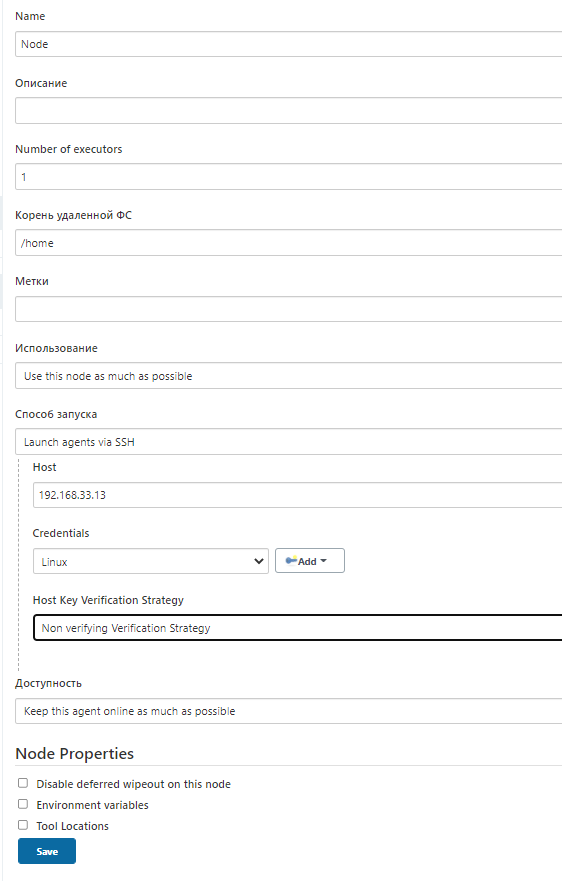 Name
Node
Описание
Number of executors
1
Корень удаленной ФС
/home
Метки
Использование
Use this node as much as possible
Способ запуска
Launch agents via SSH
Host
192.168.33.13
Credentials
Linux
Add
Host Key Verification Strategy
Non verifying Verification Strategy
Доступность
Keep this agent online as much as possible
Node Properties
Disable deferred wipeout on this node
Environment variables
Tool Locations
Save